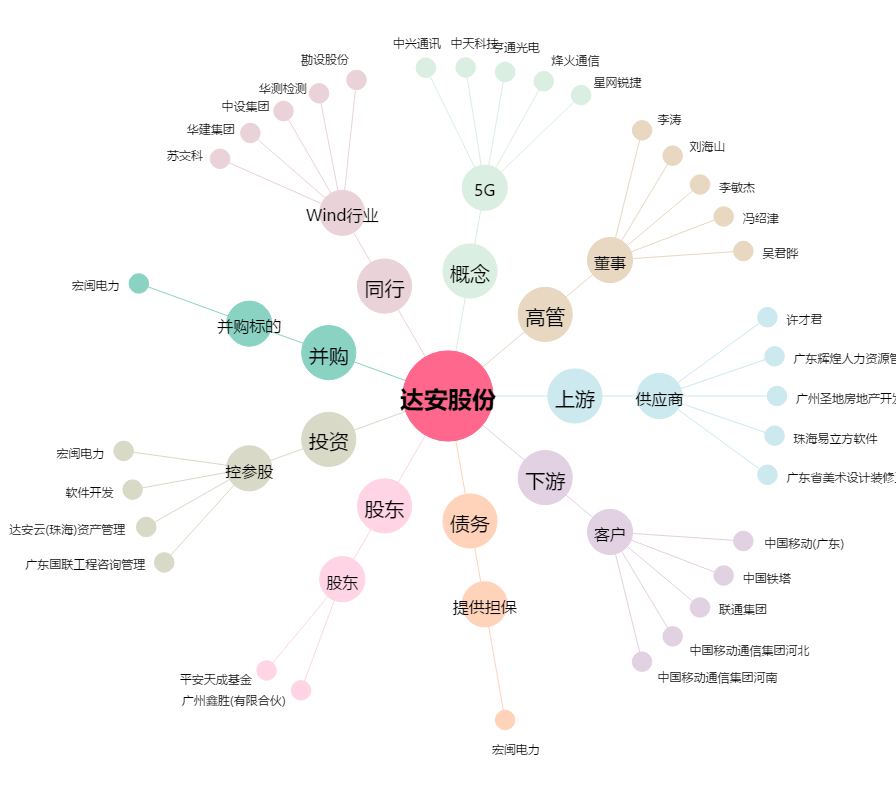 中兴通讯
中天科技
亨通光电
烽火通信
星网锐捷
5G
概念
勘设股份
华测检测
中设集团
华建集团
苏交科
Wind行业
同行
李涛
刘海山
李敏杰
冯绍津
吴君晔
董事
高管
宏闽电力
并购标的
并购
达安股份
上游
供应商
许才君
广东辉煌人力资源管
广州圣地房地产开发
珠海易立方软件
广东省美术设计装修
投资
控参股
宏闽电力
软件开发
达安云(珠海)资产管理
广东国联工程咨询管理
股东
股东
平安天成基金
广州鑫胜(有限合伙)
债务
提供担保
宏闽电力
下游
客户
中国移动(广东)
中国铁塔
联通集团
中国移动通信集团河北
中国移动通信集团河南